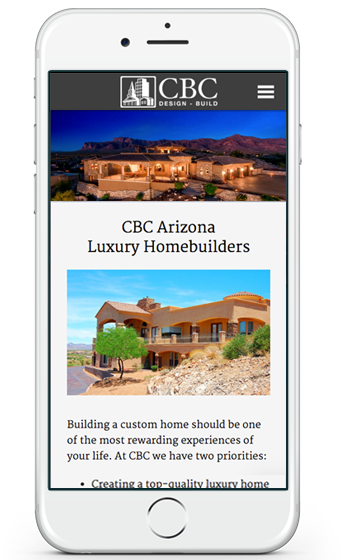 CBC
DESIGN - BUILD
CBC Arizona
Luxury Homebuilders
Building a custom home should be one
of the most rewarding experiences of
your life. At CBC we have two priorities:
• Creating a top-quality luxury home